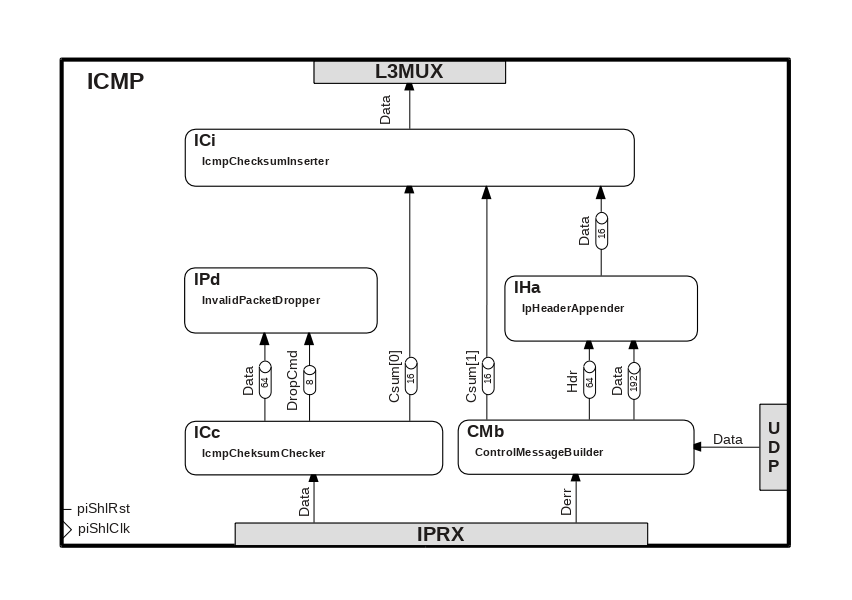 L3MUX
ICMP
Data
ICi
IcmpChecksumInserter
Data
16
IPd
InvalidPacketDropper
IHa
IpHeaderAppender
Data
64
DropCmd
8
Csum[0]
16
Csum[1]
16
Hdr
64
Data
192
ICc
IcmpCheksumChecker
CMb
ControlMessageBuilder
Data
U
D
P
Data
Derr
piShlRst
piShlClk
IPRX